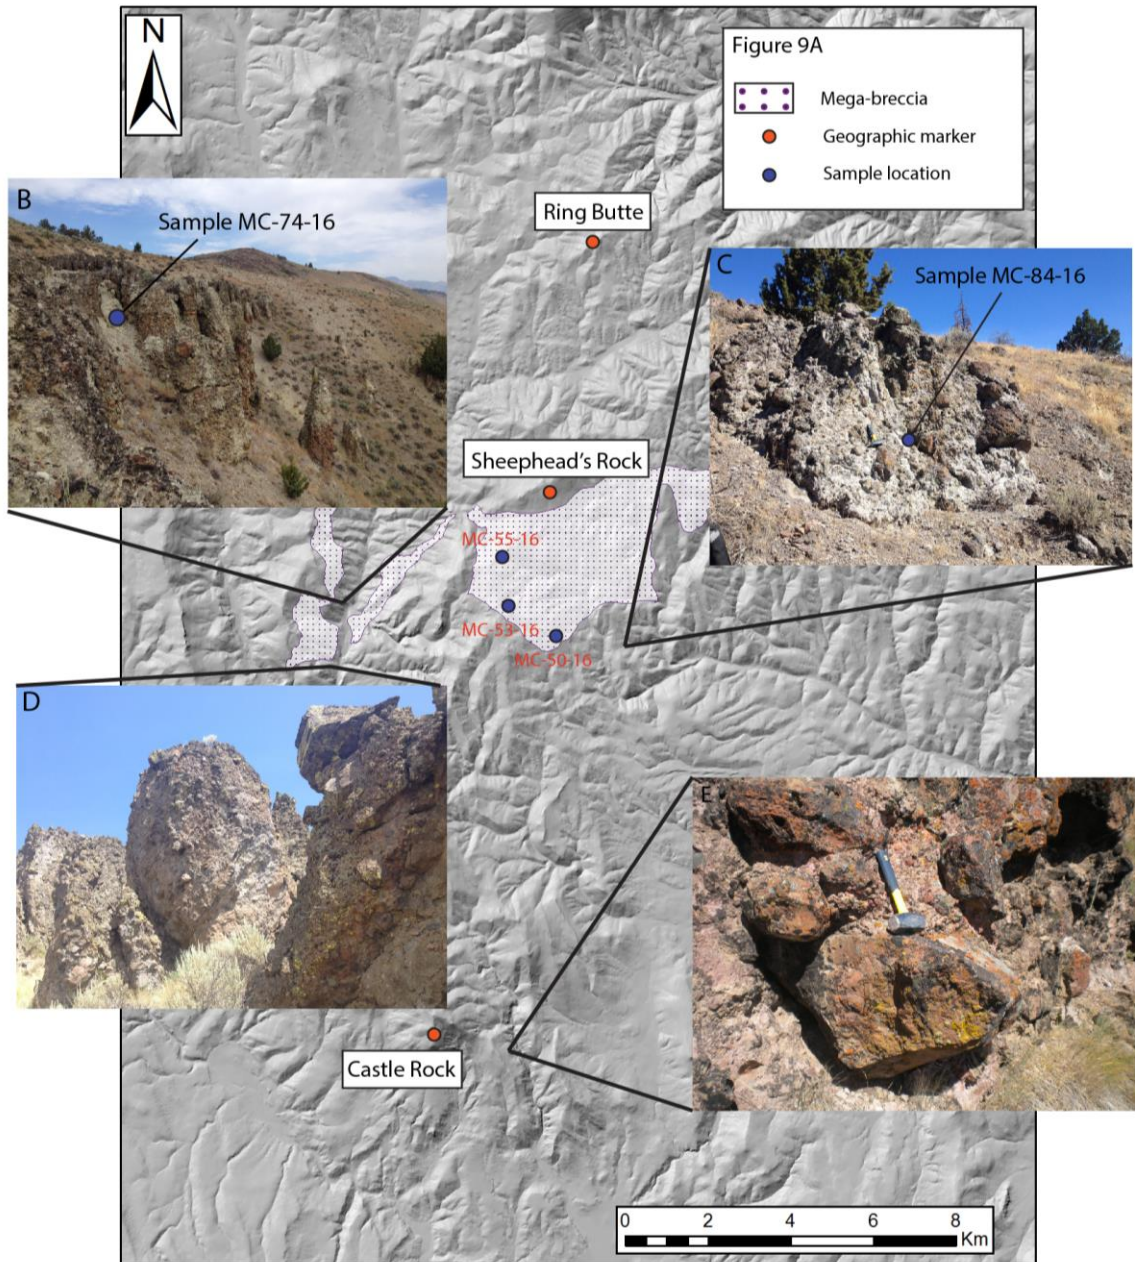 N
Figure 9A
Mega-breccia
Geographic marker
Sample location
B
Sample MC-74-16
Ring Butte
C
Sample MC-84-16
Sheephead's Rock
MC-55-16
MC-53-16
MC-50-16
D
E
Castle Rock
0 2 4 6 8
Km